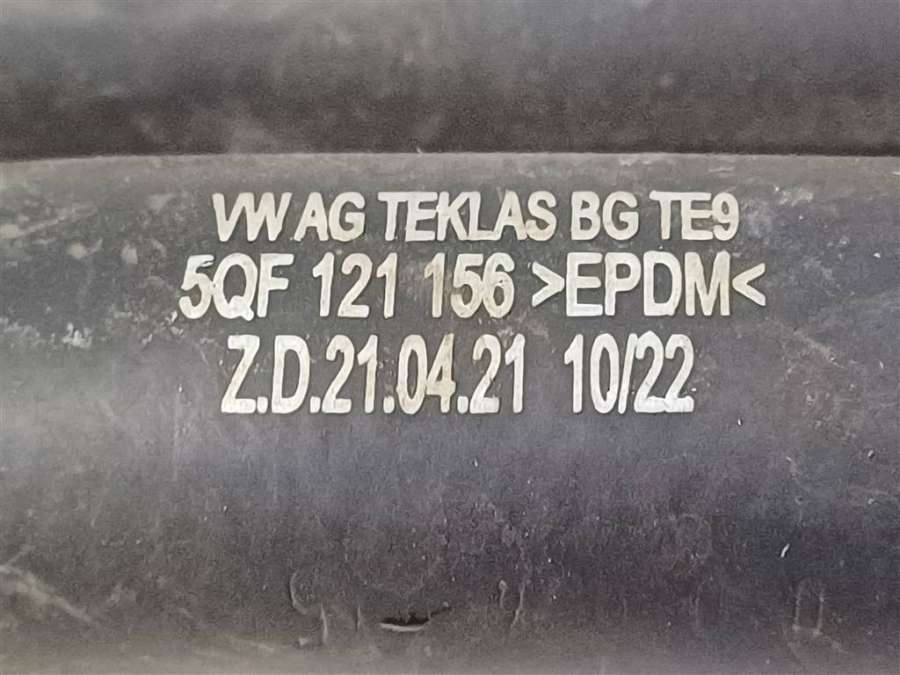 VW AG TEKLAS BG TE9
5QF 121 156 >EPDM<
Z.D.21.04.21 10/22